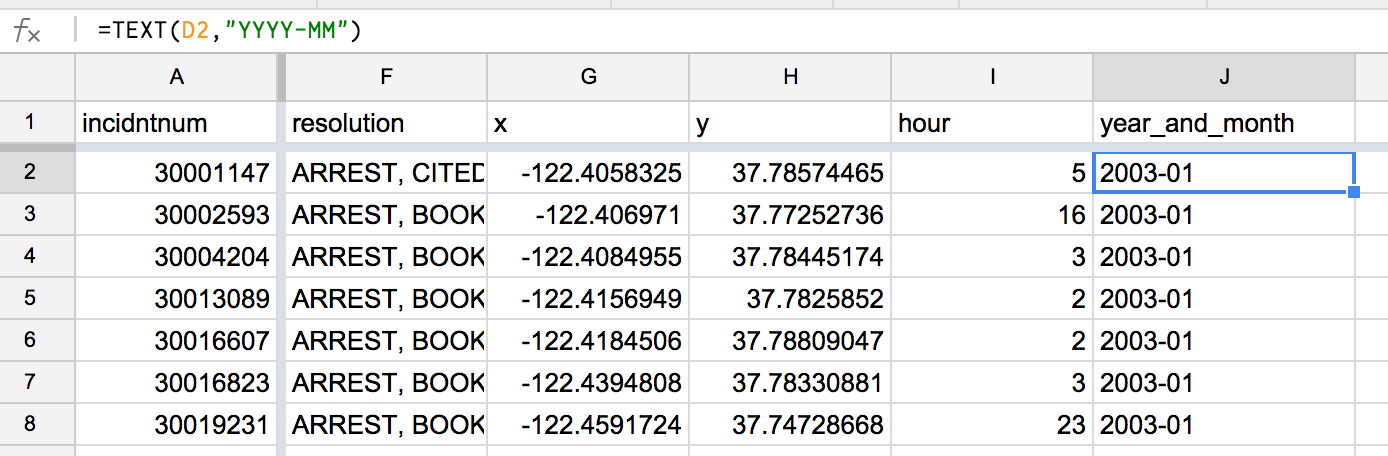 fx =TEXT(D2,"YYYY-MM")
A F G H I J
1 incidntnum resolution x y hour year_and_month
2 30001147 ARREST, CITED -122.4058325 37.78574465 5 2003-01
3 30002593 ARREST, BOOK -122.406971 37.77252736 16 2003-01
4 30004204 ARREST, BOOK -122.4084955 37.78445174 3 2003-01
5 30013089 ARREST, BOOK -122.4156949 37.7825852 2 2003-01
6 30016607 ARREST, BOOK -122.4184506 37.78809047 2 2003-01
7 30016823 ARREST, BOOK -122.4394808 37.78330881 3 2003-01
8 30019231 ARREST, BOOK -122.4591724 37.74728668 23 2003-01